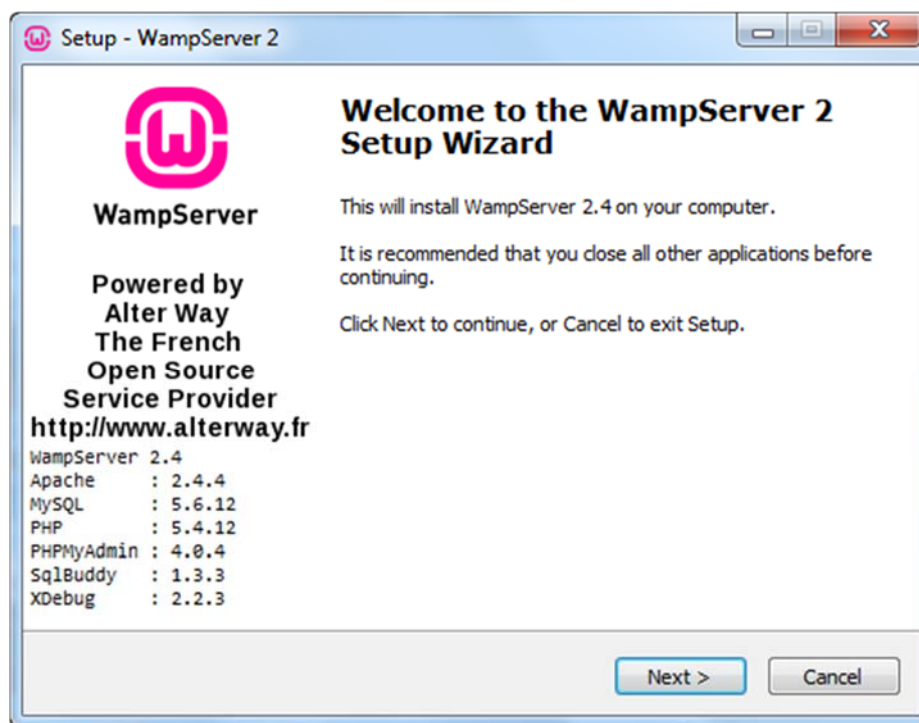 Setup - WampServer 2
WampServer
Powered by
Alter Way
The French
Open Source
Service Provider
http://www.alterway.fr
WampServer 2.4
Apache : 2.4.4
MySQL : 5.6.12
PHP : 5.4.12
PHPMyAdmin : 4.0.4
SqlBuddy : 1.3.3
XDebug : 2.2.3
Welcome to the WampServer 2
Setup Wizard
This will install WampServer 2.4 on your computer.
It is recommended that you close all other applications before
continuing.
Click Next to continue, or Cancel to exit Setup.
Next >
Cancel